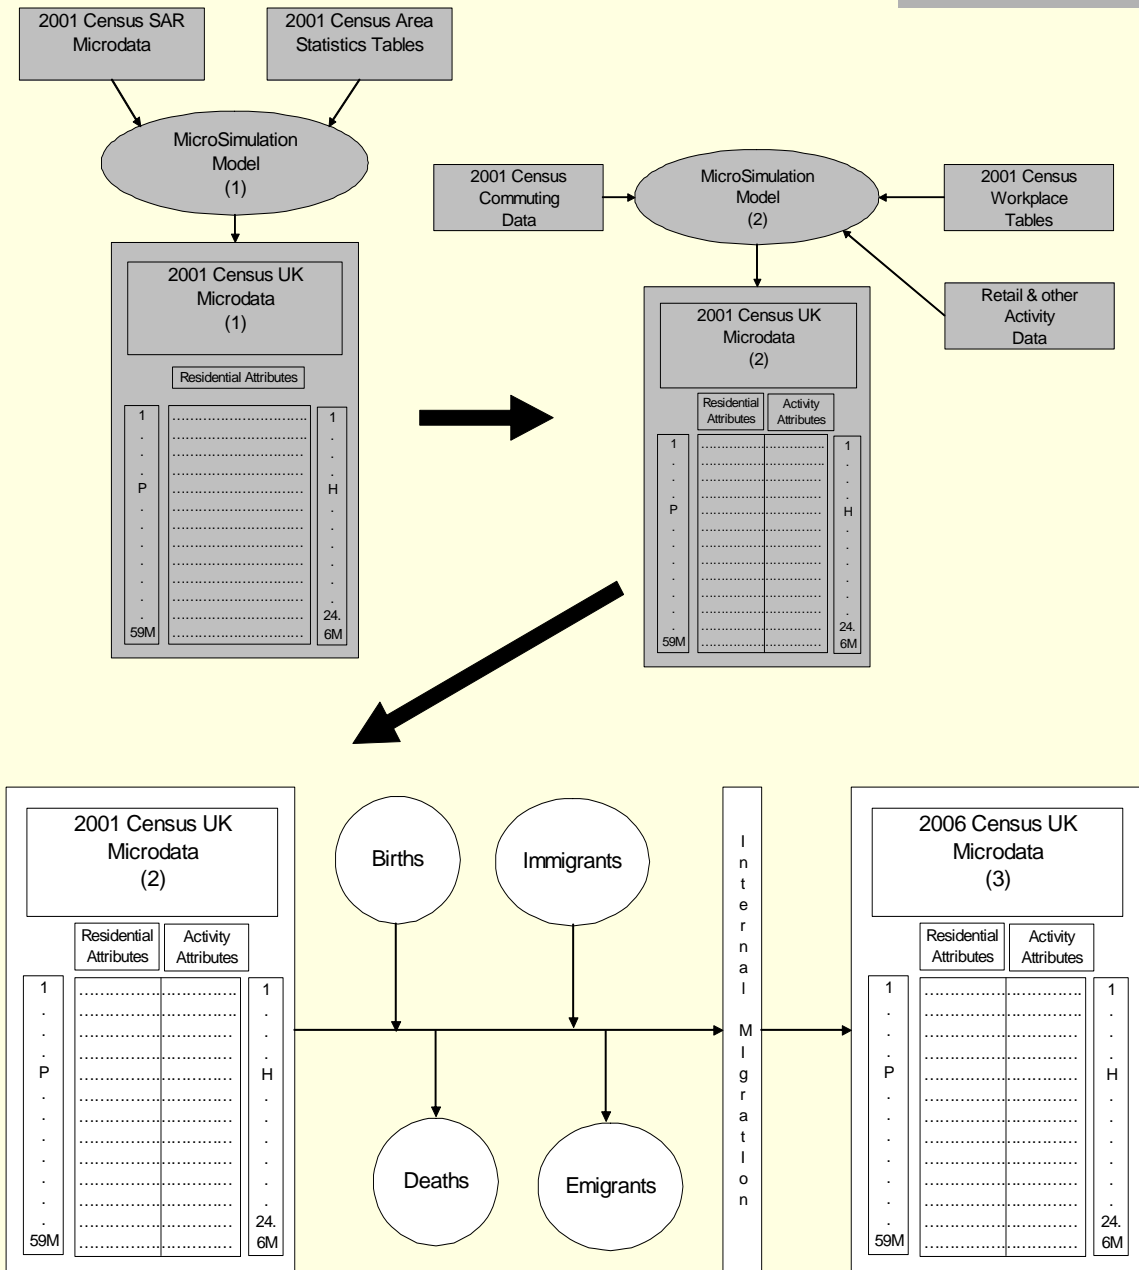 2001 Census SAR
Microdata
2001 Census Area
Statistics Tables
MicroSimulation
Model
(1)
2001 Census UK
Microdata
(1)
Residential Attributes
1
.
.
.
P
.
.
.
.
.
.
.
59M
1
.
.
.
H
.
.
.
.
.
.
24.
6M
2001 Census
Commuting
Data
MicroSimulation
Model
(2)
2001 Census
Workplace
Tables
Retail & other
Activity
Data
2001 Census UK
Microdata
(2)
Residential
Attributes
Activity
Attributes
1
.
.
.
P
.
.
.
.
.
.
.
59M
1
.
.
.
H
.
.
.
.
.
.
24.
6M
2001 Census UK
Microdata
(2)
Residential
Attributes
Activity
Attributes
1
.
.
.
P
.
.
.
.
.
.
.
59M
1
.
.
.
H
.
.
.
.
.
.
24.
6M
Births
Immigrants
Deaths
Emigrants
Internal MIgratIon
2006 Census UK
Microdata
(3)
Residential
Attributes
Activity
Attributes
1
.
.
.
P
.
.
.
.
.
.
.
59M
1
.
.
.
H
.
.
.
.
.
.
24.
6M